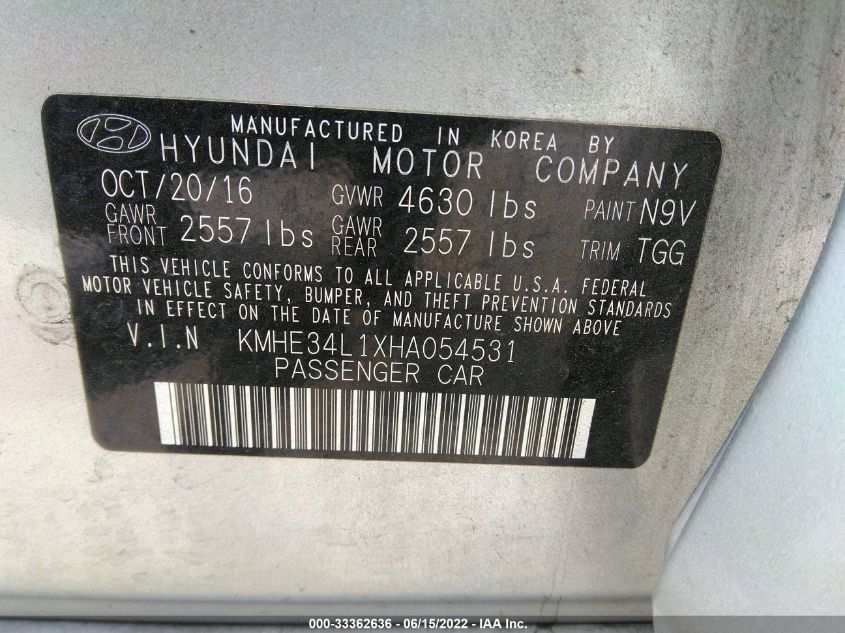 MANUFACTURED IN KOREA BY
HYUNDAI MOTOR COMPANY
OCT/20/16 GVWR 4630 lbs PAINT N9V
GAWR FRONT 2557 lbs GAWR REAR 2557 lbs TRIM TGG
THIS VEHICLE CONFORMS TO ALL APPLICABLE U.S.A. FEDERAL
MOTOR VEHICLE SAFETY, BUMPER, AND THEFT PREVENTION STANDARDS
IN EFFECT ON THE DATE OF MANUFACTURE SHOWN ABOVE
V.I.N KMHE34L1XHA054531
PASSENGER CAR
000-33362636 - 06/15/2022 - IAA Inc.